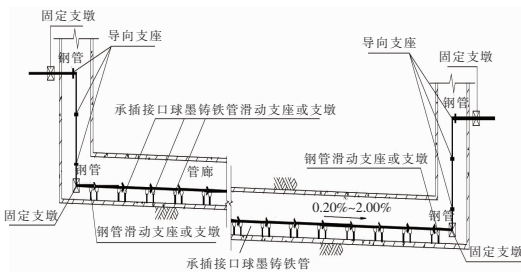 固定支墩
导向支座
导向支座
固定支墩
钢管
钢管
承插接口球墨铸铁管滑动支座或支墩
钢管
管廊
钢管滑动支座或支墩
固定支墩
钢管滑动支座或支墩
0.20%~2.00%
钢管
承插接口球墨铸铁管
固定支墩